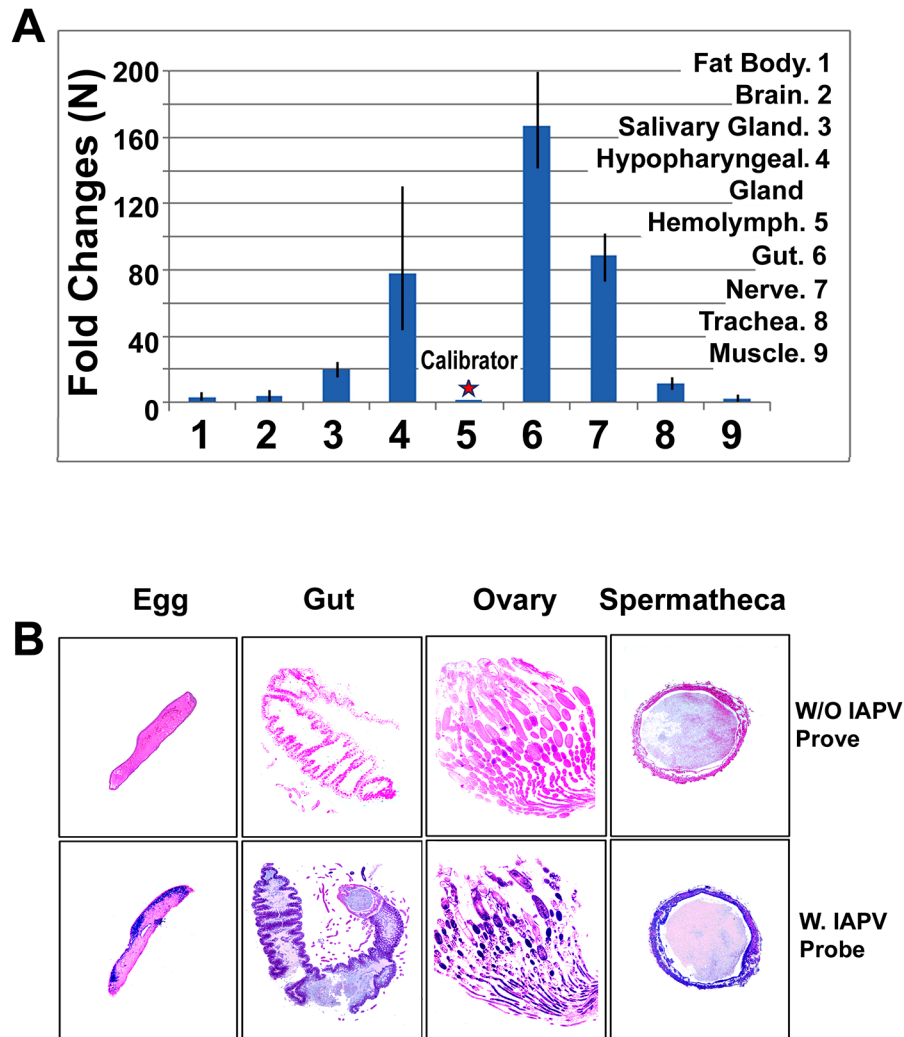 A
Fold Changes (N)
200
160
120
80
40
0
Fat Body. 1
Brain. 2
Salivary Gland. 3
Hypopharyngeal. 4
Gland
Hemolymph. 5
Gut. 6
Nerve. 7
Trachea. 8
Muscle. 9
Calibrator
1 2 3 4 5 6 7 8 9
Egg Gut Ovary Spermatheca
B
W/O IAPV
Prove
W. IAPV
Probe